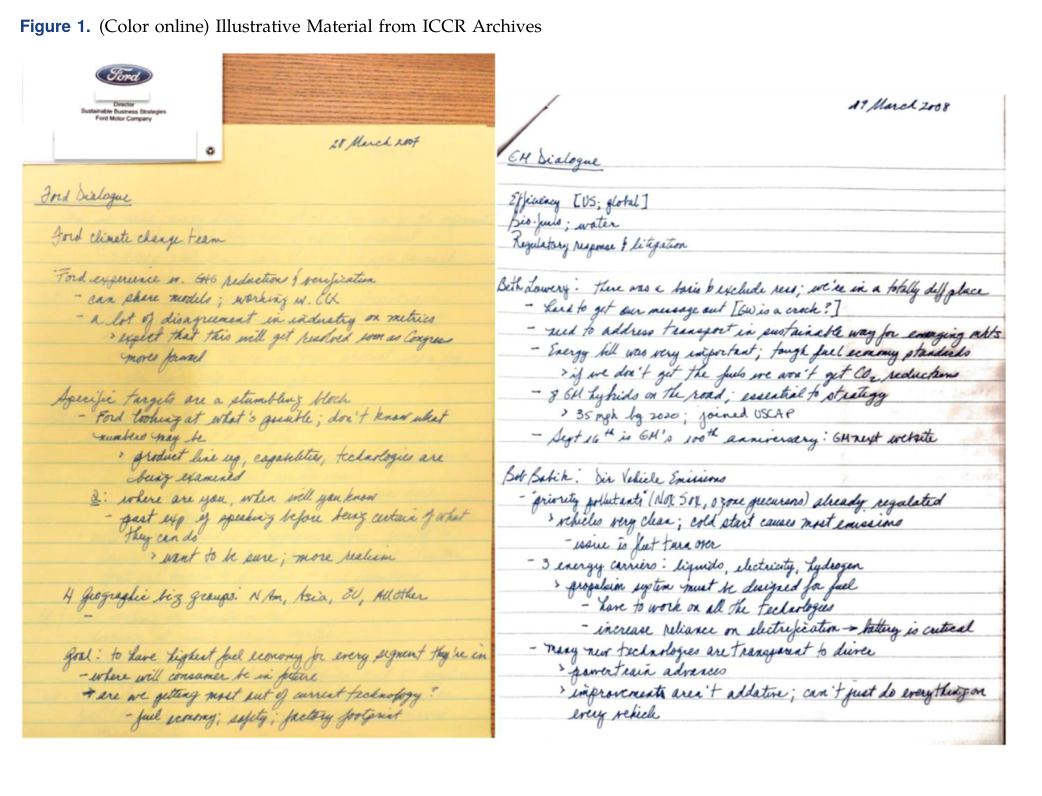 Figure 1. (Color online) Illustrative Material from ICCR Archives
Ford
Director
Sustainable Business Strategies
Ford Motor Company
28 March 2007
Ford Dialogue
Ford climate change team
Ford experience w. GHG reductions & verification
- can share models; working w. CCX
- a lot of disagreement in industry on metrics
> expect that this will get resolved soon as Congress
moves forward
Specific targets are a stumbling block
- Ford looking at what's possible; don't know what
numbers may be
> product line up, capabilities, technologies are
being examined
Q: where are you, when will you know
- past exp of speaking before being certain of what
they can do
> want to be sure; more realism
4 Geographic biz groups: N Am, Asia, EU, All Other
-
Goal: to have highest fuel economy for every segment they're in
- where will consumer be in future
→ are we getting most out of current technology?
- fuel economy; safety; factory footprint
19 March 2008
GM Dialogue
Efficiency [US; global]
Bio-fuels; water
Regulatory response & litigation
Beth Lowery: there was a basis to exclude reso; we're in a totally diff place
- hard to get our message out [GW is a crock?]
- need to address transport in sustainable way for emerging mkts
- Energy bill was very important; tough fuel economy standards
> if we don't get the fuels we won't get CO2 reductions
- 8 GM hybrids on the road; essential to strategy
> 35 mpg by 2020; joined USCAP
- Sept 16th is GM's 100th anniversary: GMnext website
Bob Babik: Dir Vehicle Emissions
- "priority pollutants" (NOx SOx, ozone precursors) already regulated
> vehicles very clean; cold start causes most emissions
- issue is fleet turn over
- 3 energy carriers: liquids, electricity, hydrogen
> propulsion system must be designed for fuel
- have to work on all the technologies
- increase reliance on electrification → battery is critical
- many new technologies are transparent to driver
> powertrain advances
> improvements aren't addative; can't just do everything on
every vehicle